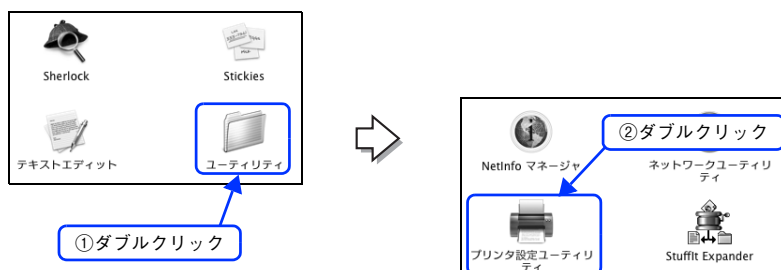 Sherlock
Stickies
テキストエディット
ユーティリティ
①ダブルクリック
NetInfo マネージャ
②ダブルクリック
ネットワークユーティリ
ティ
プリンタ設定ユーティリ
ティ
StuffIt Expander